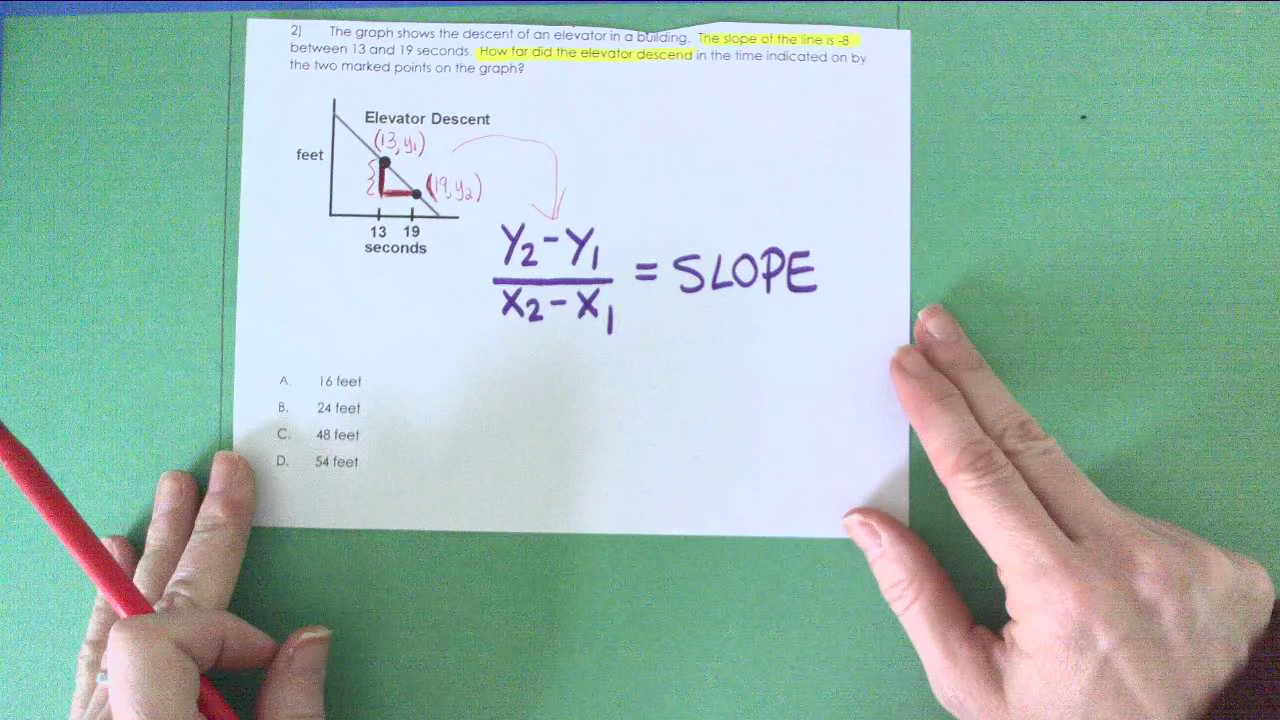 2) The graph shows the descent of an elevator in a building. The slope of the line is -8
between 13 and 19 seconds. How far did the elevator descend in the time indicated on by
the two marked points on the graph?
Elevator Descent
(13, y1)
feet
(19, y2)
13 19
seconds
Y2 - Y1
X2 - X1
= SLOPE
A. 16 feet
B. 24 feet
C. 48 feet
D. 54 feet